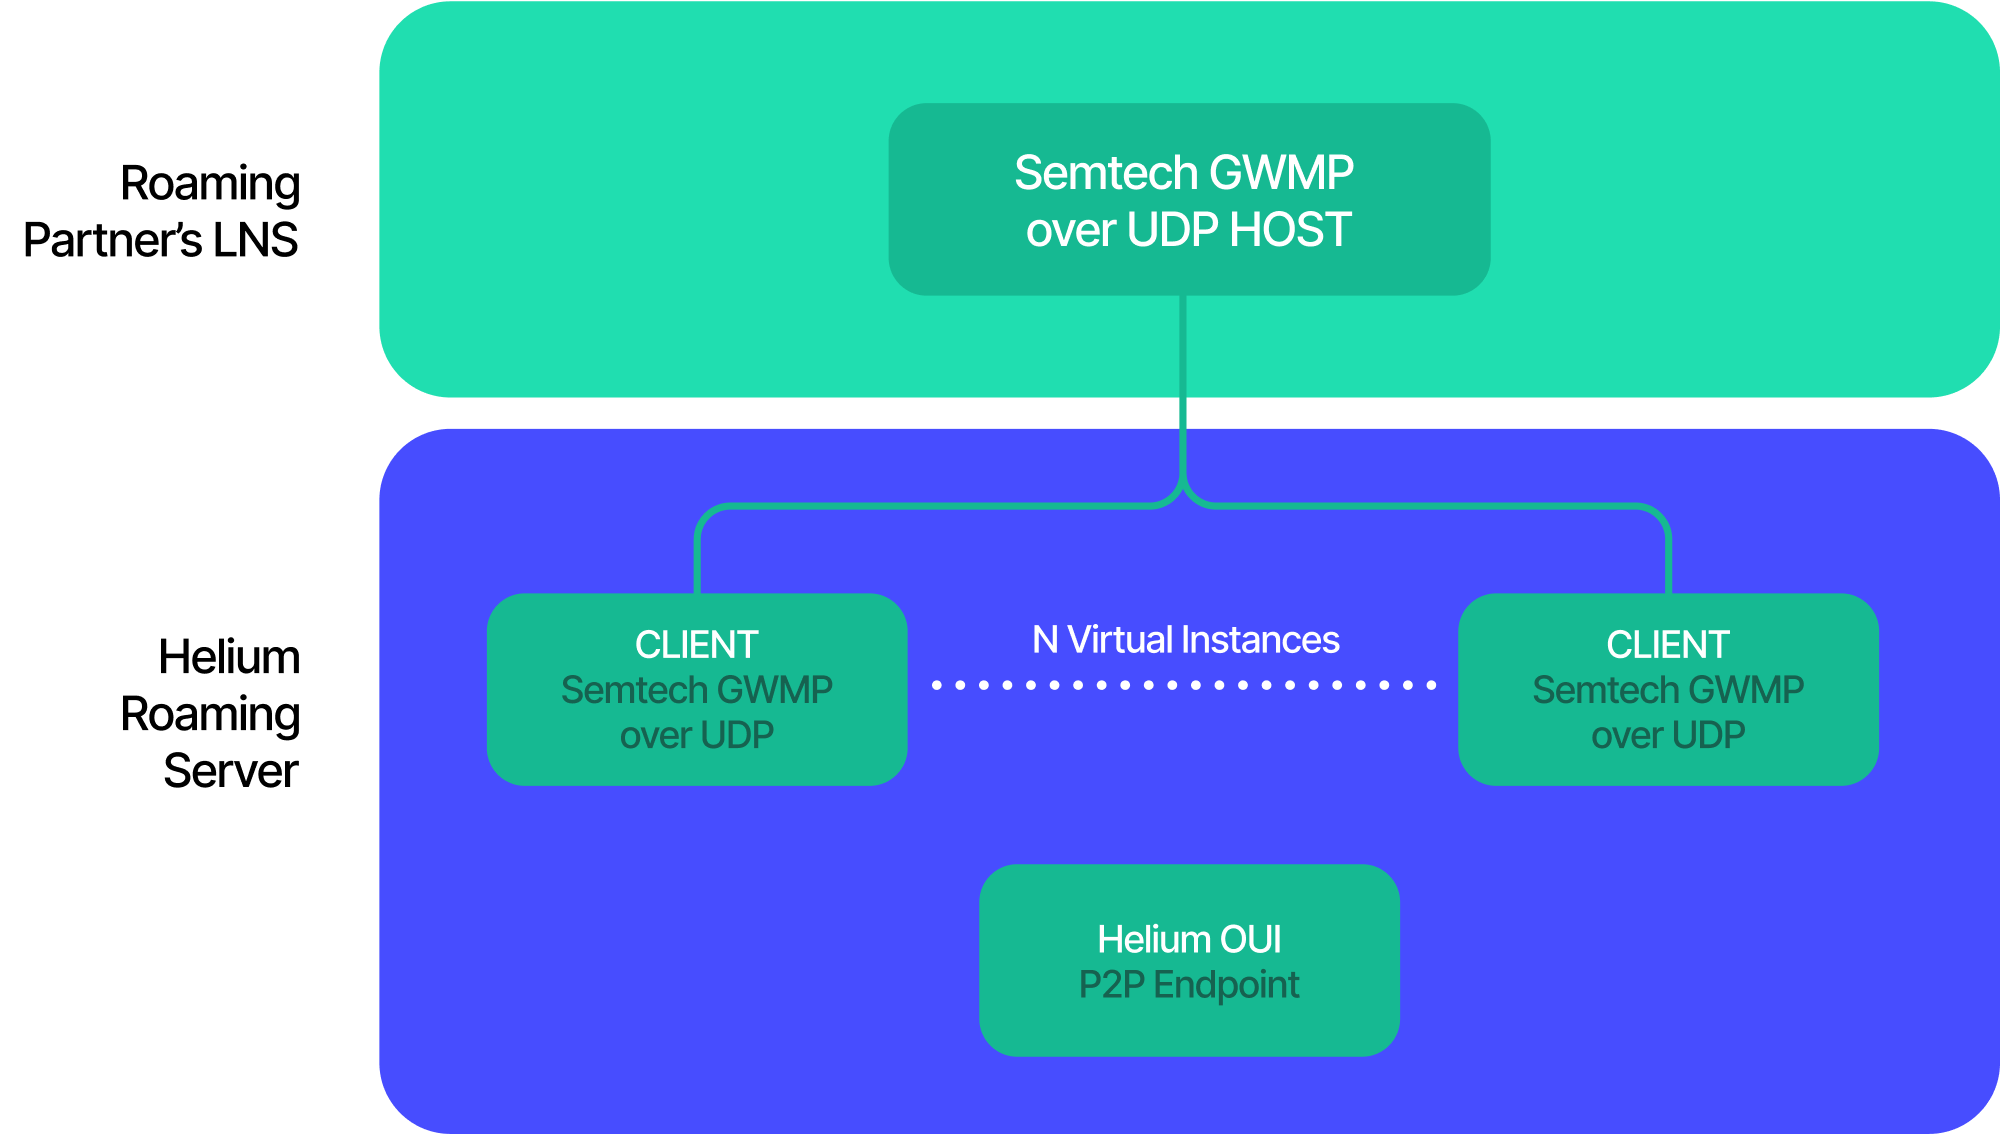 Roaming
Partner’s LNS
Semtech GWMP
over UDP HOST
Helium
Roaming
Server
CLIENT
Semtech GWMP
over UDP
N Virtual Instances
CLIENT
Semtech GWMP
over UDP
Helium OUI
P2P Endpoint